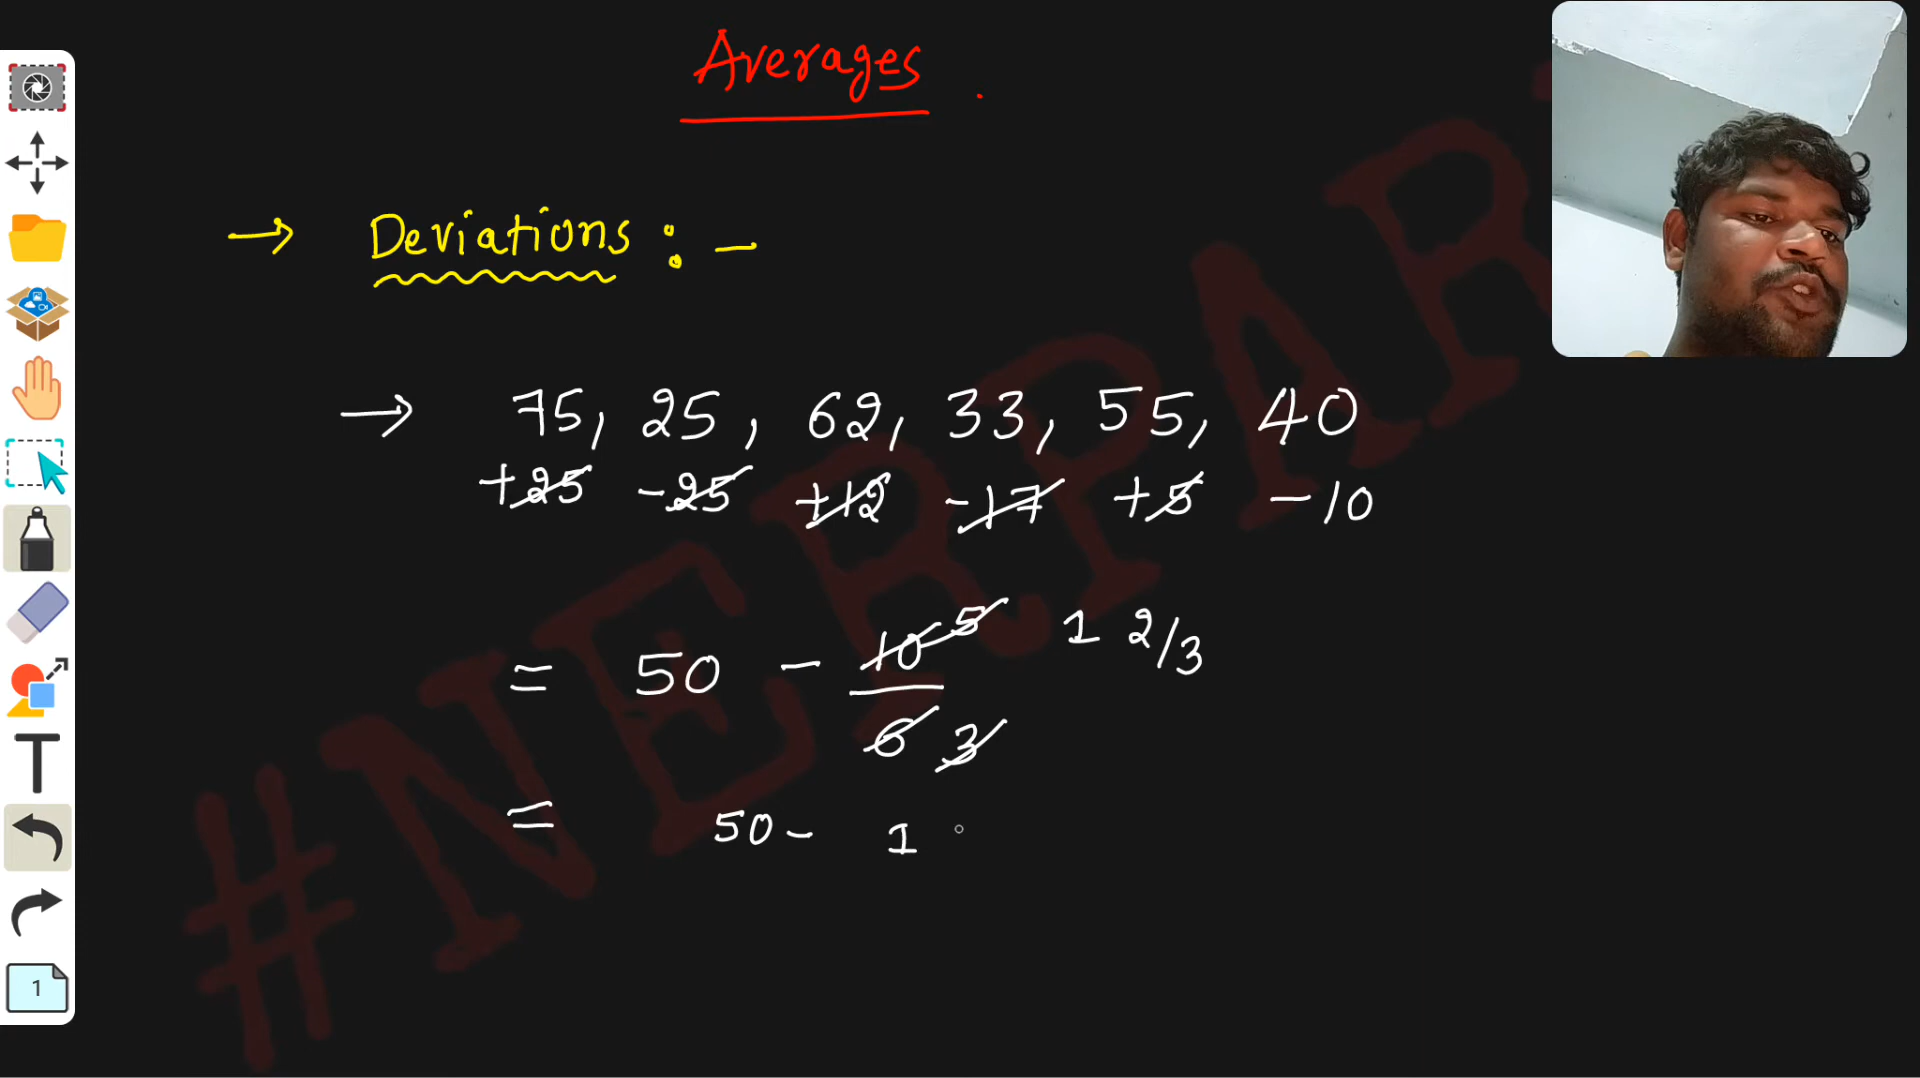 Averages .
→ Deviations : -
→ 75, 25, 62, 33, 55, 40
+25 -25 +12 -17 +5 -10
= 50 - 10/6 5/3 1 2/3
= 50 - 1
1
T